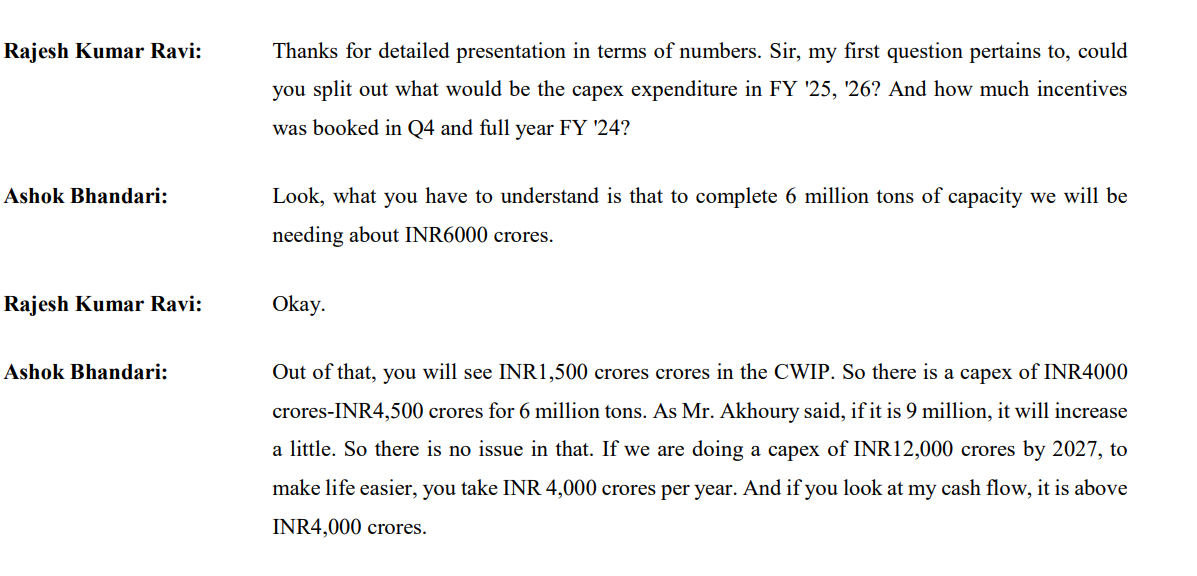 Rajesh Kumar Ravi: Thanks for detailed presentation in terms of numbers. Sir, my first question pertains to, could
you split out what would be the capex expenditure in FY '25, '26? And how much incentives
was booked in Q4 and full year FY '24?
Ashok Bhandari: Look, what you have to understand is that to complete 6 million tons of capacity we will be
needing about INR6000 crores.
Rajesh Kumar Ravi: Okay.
Ashok Bhandari: Out of that, you will see INR1,500 crores crores in the CWIP. So there is a capex of INR4000
crores-INR4,500 crores for 6 million tons. As Mr. Akhoury said, if it is 9 million, it will increase
a little. So there is no issue in that. If we are doing a capex of INR12,000 crores by 2027, to
make life easier, you take INR 4,000 crores per year. And if you look at my cash flow, it is above
INR4,000 crores.